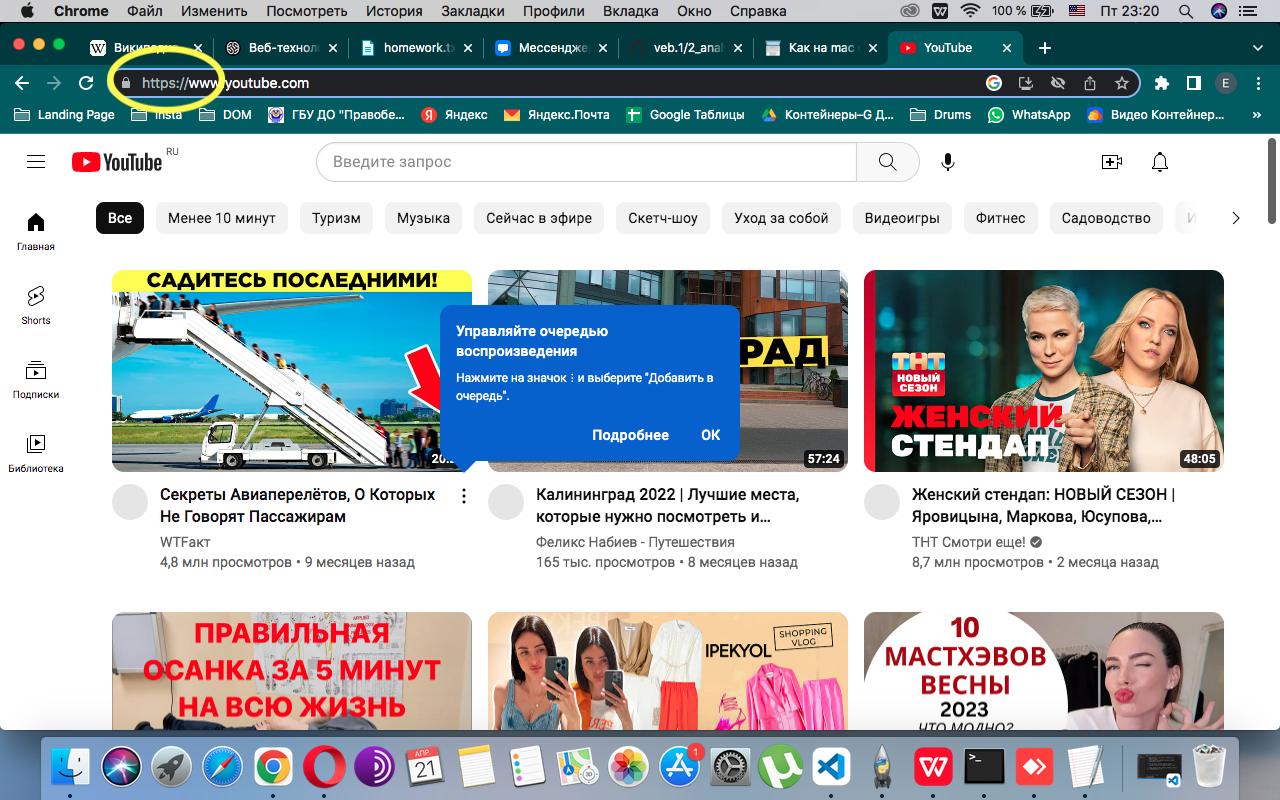 Chrome Файл Изменить Посмотреть История Закладки Профили Вкладка Окно Справка 100 % Пт 23:20
Википедия Веб-техноло homework.tx Мессендже veb.1/2_anal Как на mac YouTube
https://www.youtube.com E
Landing Page Insta DOM ГБУ ДО "Правобе... Яндекс Яндекс.Почта Google Таблицы Контейнеры–G Д... Drums WhatsApp Видео Контейнер... »
YouTube RU
Введите запрос
Все Менее 10 минут Туризм Музыка Сейчас в эфире Скетч-шоу Уход за собой Видеоигры Фитнес Садоводство И
Главная
Shorts
Подписки
Библиотека
САДИТЕСЬ ПОСЛЕДНИМИ!
РАД
57:24
Управляйте очередью
воспроизведения
Нажмите на значок ⋮ и выберите "Добавить в
очередь".
Подробнее ОК
ТНТ
НОВЫЙ
СЕЗОН
ЖЕНСКИЙ
СТЕНДАП
48:05
Секреты Авиаперелётов, О Которых
Не Говорят Пассажирам
WTFакт
4,8 млн просмотров • 9 месяцев назад
Калининград 2022 | Лучшие места,
которые нужно посмотреть и...
Феликс Набиев - Путешествия
165 тыс. просмотров • 8 месяцев назад
Женский стендап: НОВЫЙ СЕЗОН |
Яровицына, Маркова, Юсупова,...
ТНТ Смотри еще!
8,7 млн просмотров • 2 месяца назад
ПРАВИЛЬНАЯ
ОСАНКА ЗА 5 МИНУТ
НА ВСЮ ЖИЗНЬ
IPEKYOL
SHOPPING
VLOG
10
МАСТХЭВОВ
ВЕСНЫ
2023
ЧТО МОДНО?
АПР.
21
3D
1